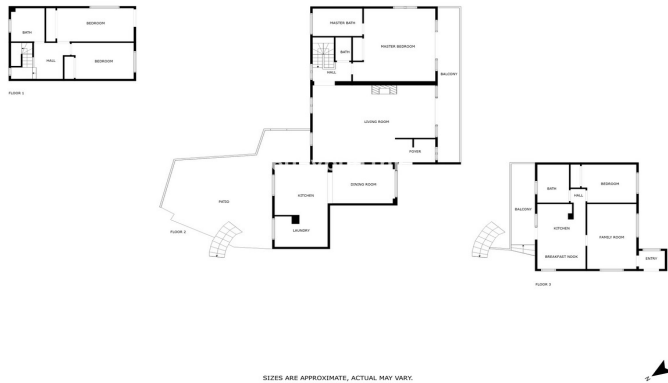 BATH
BEDROOM
HALL
BEDROOM
FLOOR 1
MASTER BATH
BATH
MASTER BEDROOM
HALL
BALCONY
LIVING ROOM
FOYER
KITCHEN
DINING ROOM
PATIO
LAUNDRY
FLOOR 2
BATH
BEDROOM
HALL
BALCONY
KITCHEN
FAMILY ROOM
BREAKFAST NOOK
ENTRY
FLOOR 3
SIZES ARE APPROXIMATE, ACTUAL MAY VARY.
Z